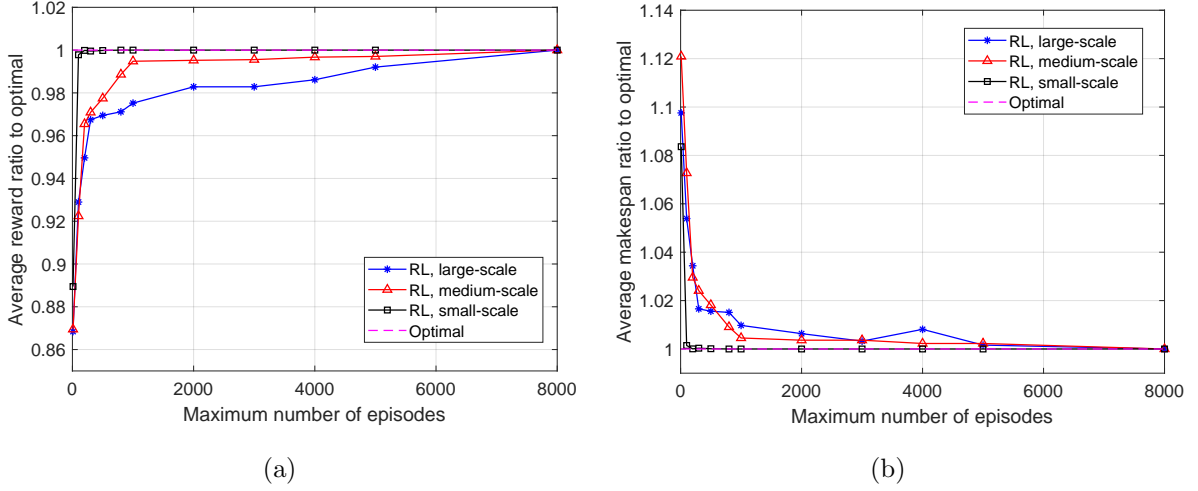 1.02
1
0.98
0.96
0.94
0.92
0.9
0.88
0.86
0
2000
4000
6000
8000
Average reward ratio to optimal
Maximum number of episodes
RL, large-scale
RL, medium-scale
RL, small-scale
Optimal
(a)
1.14
1.12
1.1
1.08
1.06
1.04
1.02
1
0
2000
4000
6000
8000
Average makespan ratio to optimal
Maximum number of episodes
RL, large-scale
RL, medium-scale
RL, small-scale
Optimal
(b)